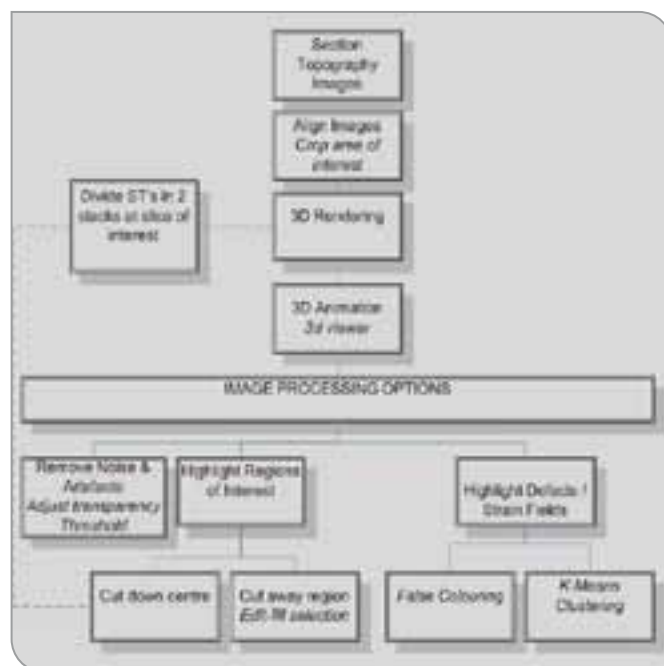 Section
Topography
Images
Align Images
Crop area of
interest
Divide ST's in 2
stacks at slice of
interest
3D Rendering
3D Animation
3d viewer
IMAGE PROCESSING OPTIONS
Remove Noise &
Artefacts
Adjust transparency
Threshold
Highlight Regions
of Interest
Highlight Defects /
Strain Fields
Cut down centre
Cut away region
Edit-fill selection
False Colouring
K-Means
Clustering